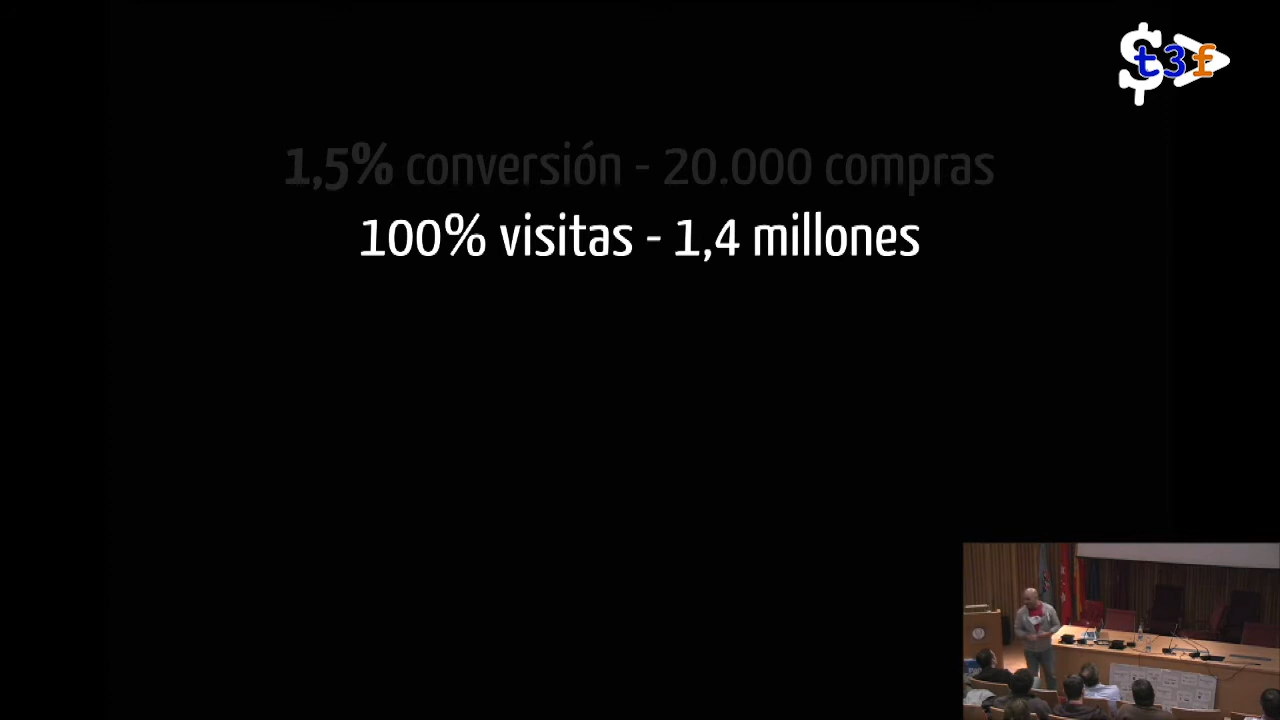 $t3f
1,5% conversión - 20.000 compras
100% visitas - 1,4 millones